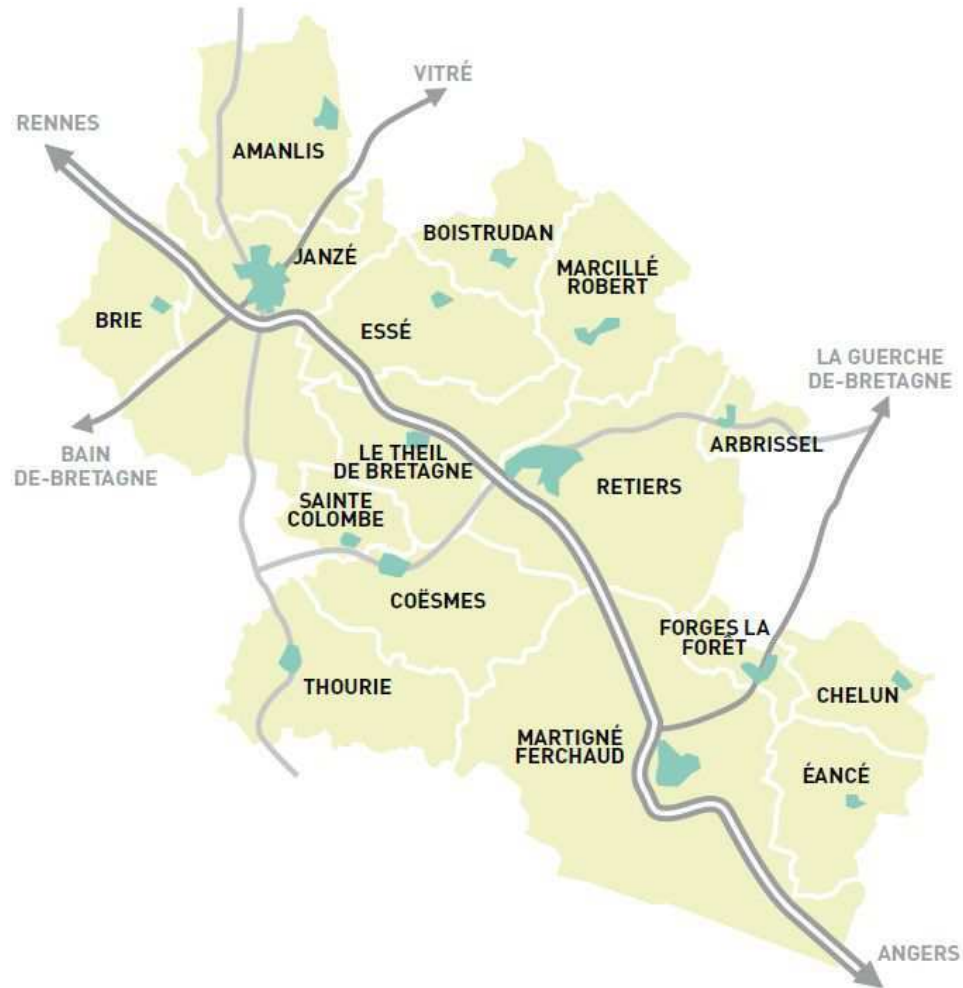 VITRÉ
RENNES
AMANLIS
BOISTRUDAN
JANZÉ
MARCILLÉ
ROBERT
BRIE
ESSÉ
LA GUERCHE
DE-BRETAGNE
BAIN
DE-BRETAGNE
LE THEIL
DE BRETAGNE
ARBRISSEL
RETIERS
SAINTE
COLOMBE
COËSMES
FORGES LA
FORÊT
THOURIE
CHELUN
MARTIGNÉ
FERCHAUD
ÉANCÉ
ANGERS